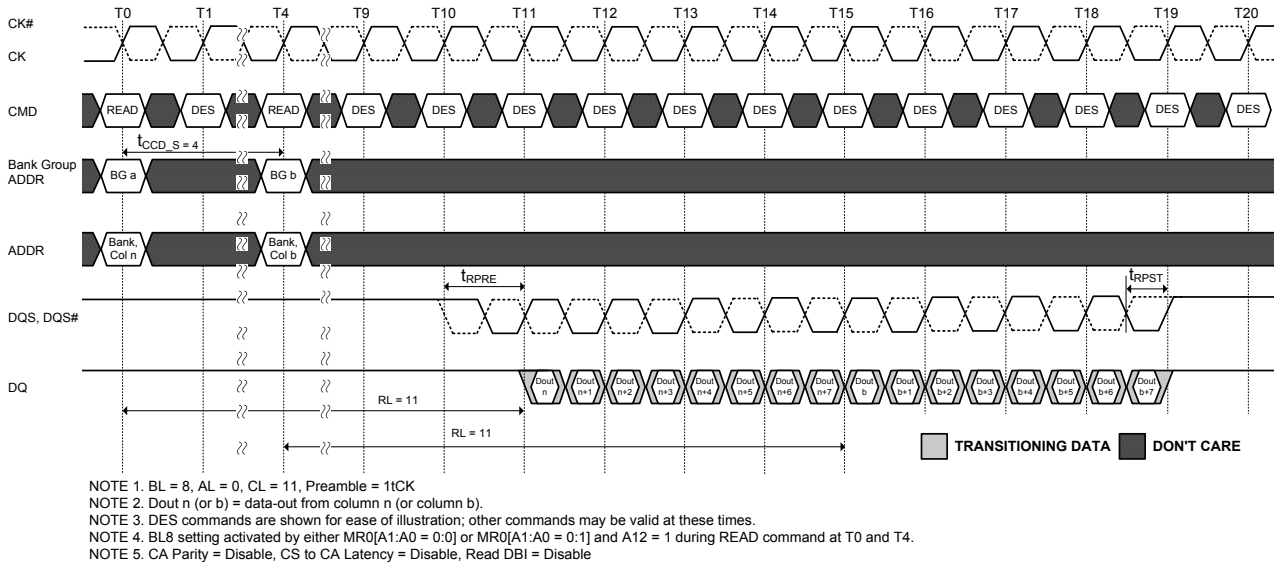 T0 T1 T4 T9 T10 T11 T12 T13 T14 T15 T16 T17 T18 T19 T20
CK#
CK
CMD READ DES READ DES DES DES DES DES DES DES DES DES DES DES DES
tCCD_S = 4
Bank Group
ADDR
BG a BG b
ADDR
Bank,
Col n
Bank,
Col b
tRPRE tRPST
DQS, DQS#
DQ
Dout
n
Dout
n+1
Dout
n+2
Dout
n+3
Dout
n+4
Dout
n+5
Dout
n+6
Dout
n+7
Dout
b
Dout
b+1
Dout
b+2
Dout
b+3
Dout
b+4
Dout
b+5
Dout
b+6
Dout
b+7
RL = 11
RL = 11
TRANSITIONING DATA DON'T CARE
NOTE 1. BL = 8, AL = 0, CL = 11, Preamble = 1tCK
NOTE 2. Dout n (or b) = data-out from column n (or column b).
NOTE 3. DES commands are shown for ease of illustration; other commands may be valid at these times.
NOTE 4. BL8 setting activated by either MR0[A1:A0 = 0:0] or MR0[A1:A0 = 0:1] and A12 = 1 during READ command at T0 and T4.
NOTE 5. CA Parity = Disable, CS to CA Latency = Disable, Read DBI = Disable